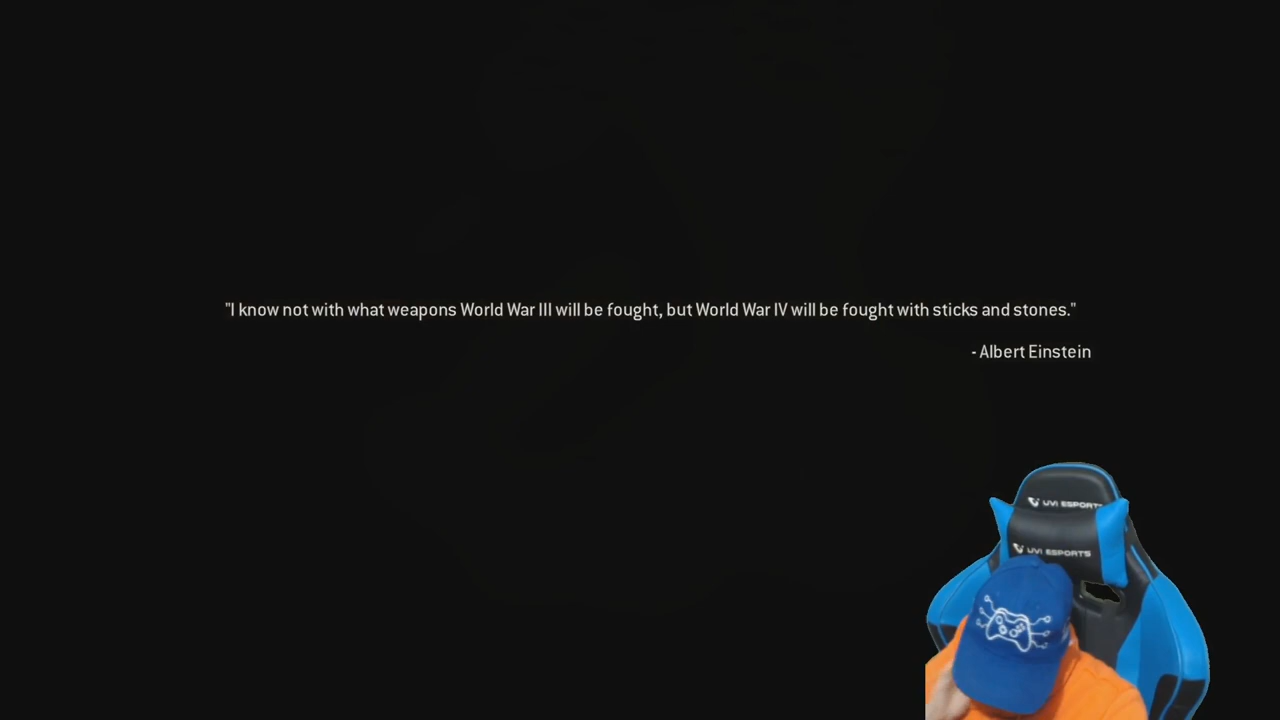 "I know not with what weapons World War III will be fought, but World War IV will be fought with sticks and stones."
- Albert Einstein
UVI ESPORTS
UVI ESPORTS